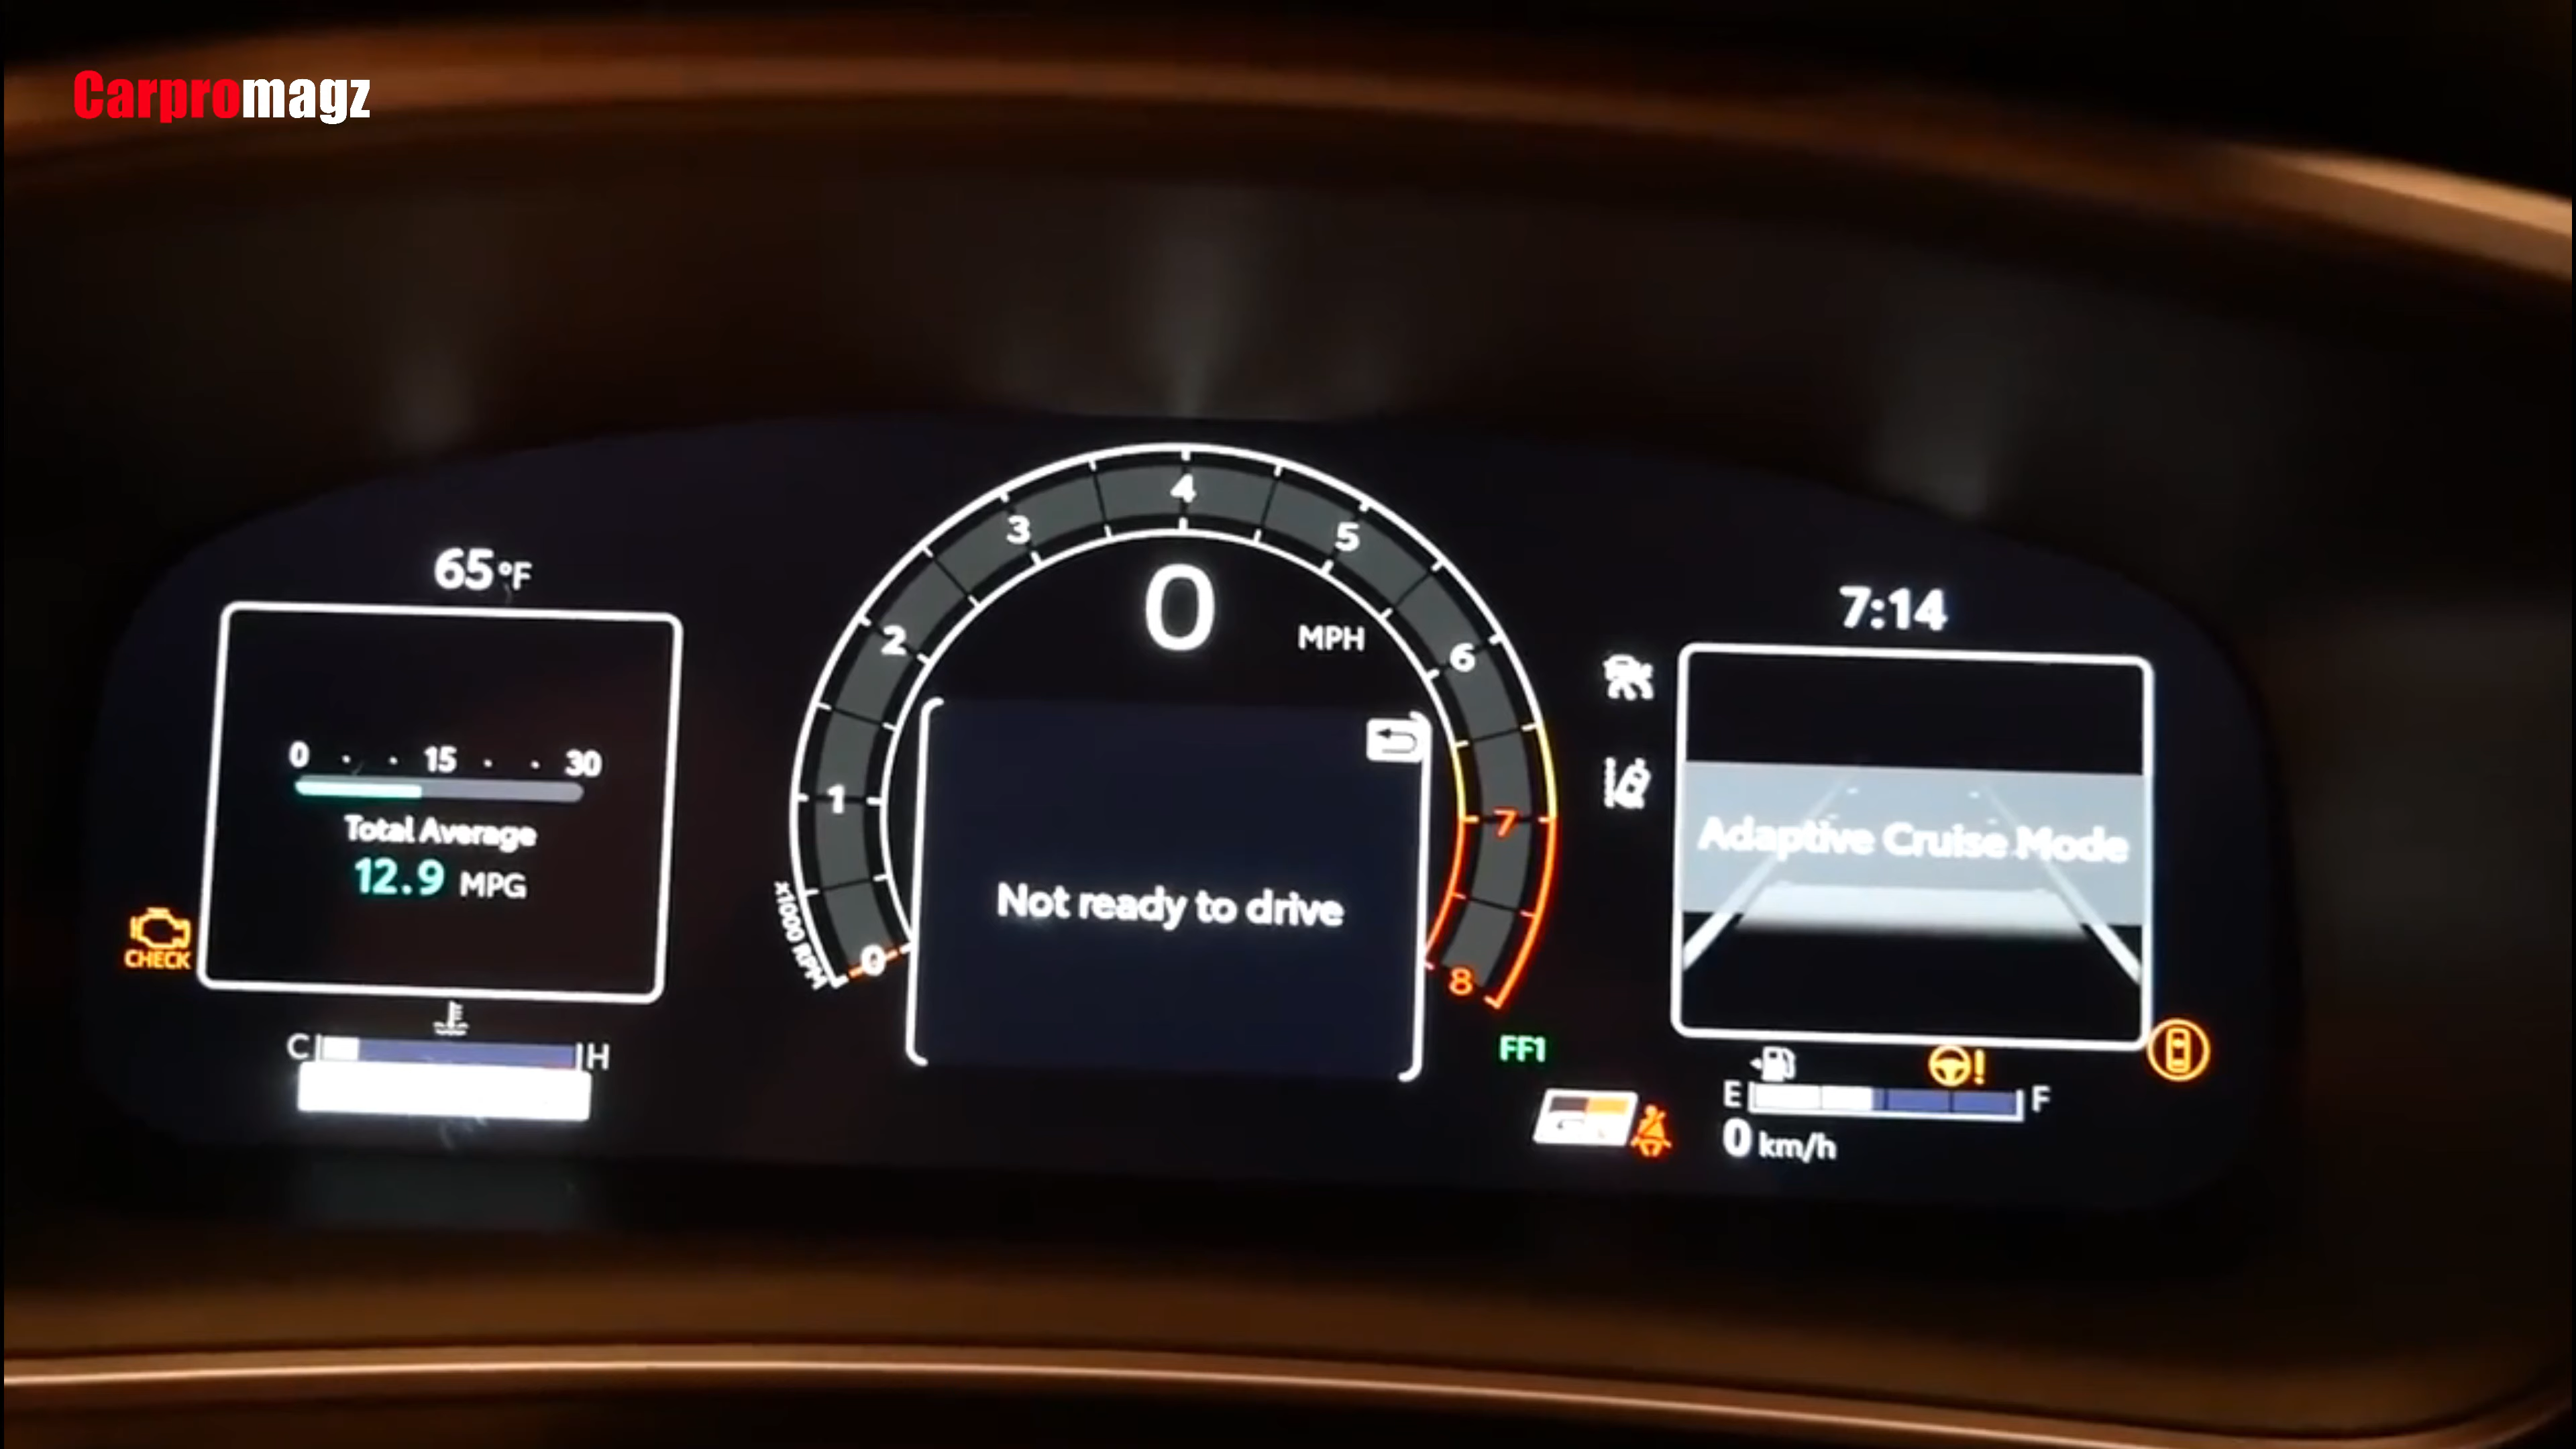 Carpromagz
65°F
7:14
0 15 30
Total Average
12.9 MPG
CHECK
C H
0 1 2 3 4 5 6 7 8
x1000 RPM
0 MPH
Not ready to drive
FF1
Adaptive Cruise Mode
E F
0 km/h